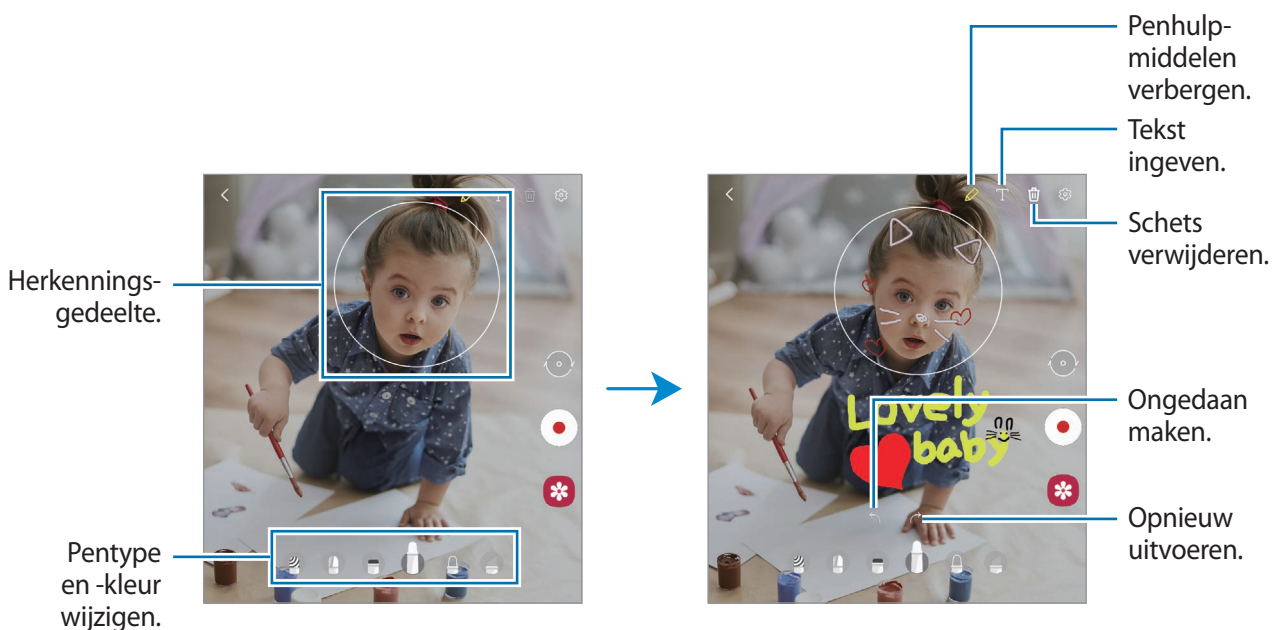 Penhulp-
middelen
verbergen.
Tekst
ingeven.
Schets
verwijderen.
Herkennings-
gedeelte.
Lovely
baby
Ongedaan
maken.
Opnieuw
uitvoeren.
Pentype
en -kleur
wijzigen.